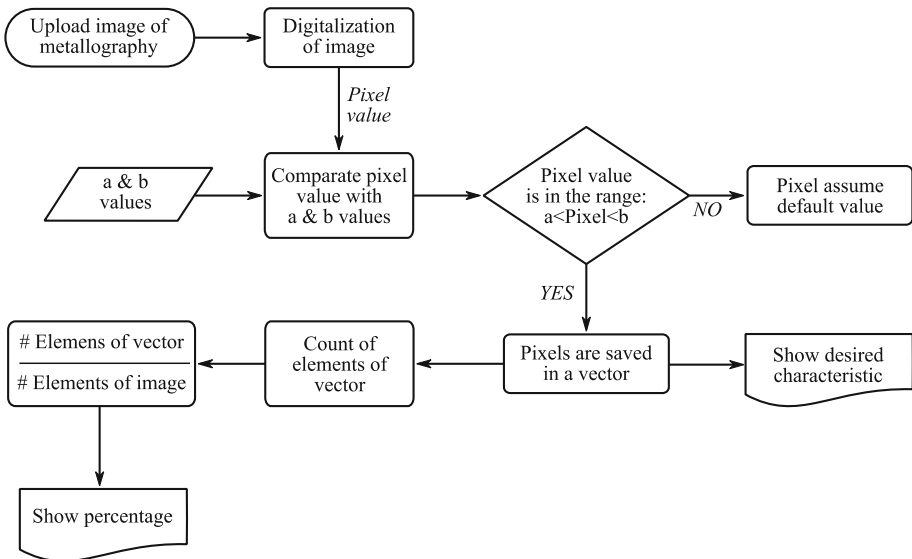 Upload image of
metallography
Digitalization
of image
Pixel
value
a & b
values
Comparate pixel
value with
a & b values
Pixel value
is in the range:
a<Pixel<b
NO
Pixel assume
default value
YES
# Elemens of vector
# Elements of image
Count of
elements of
vector
Pixels are saved
in a vector
Show desired
characteristic
Show percentage